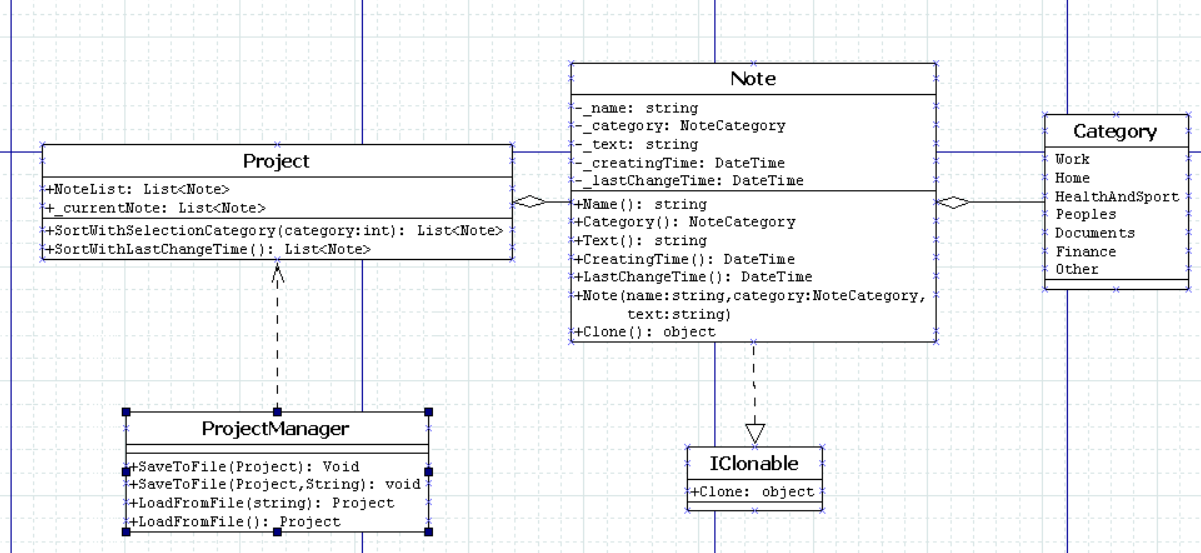 Project
+NoteList: List<Note>
+_currentNote: List<Note>
+SortWithSelectionCategory(category:int): List<Note>
+SortWithLastChangeTime(): List<Note>
Note
-_name: string
-_category: NoteCategory
-_text: string
-_creatingTime: DateTime
-_lastChangeTime: DateTime
+Name(): string
+Category(): NoteCategory
+Text(): string
+CreatingTime(): DateTime
+LastChangeTime(): DateTime
+Note(name:string,category:NoteCategory,
text:string)
+Clone(): object
Category
Work
Home
HealthAndSport
Peoples
Documents
Finance
Other
ProjectManager
+SaveToFile(Project): Void
+SaveToFile(Project,String): void
+LoadFromFile(string): Project
+LoadFromFile(): Project
IClonable
+Clone: object